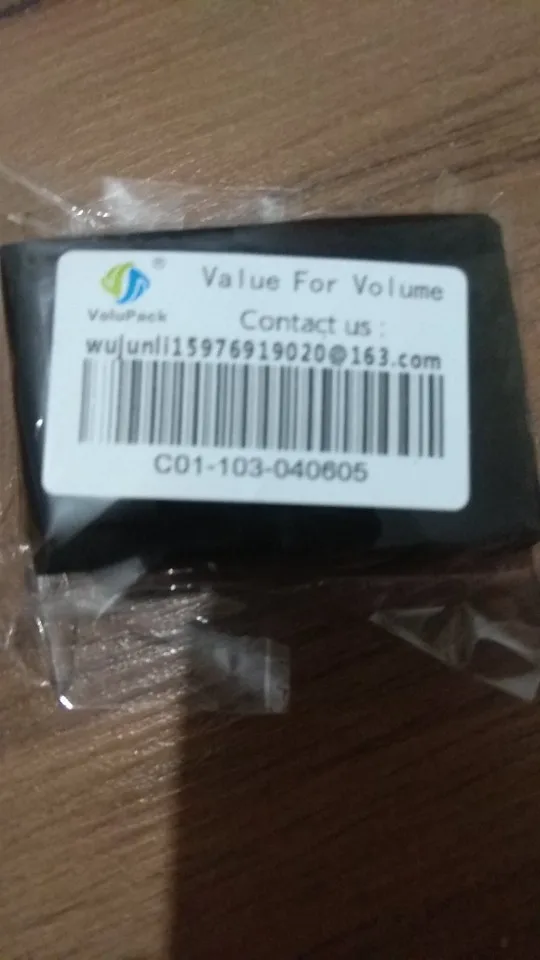 ®
Value For Volume
ValuPack
Contact us :
wujunli15976919020@163.com
C01-103-040605